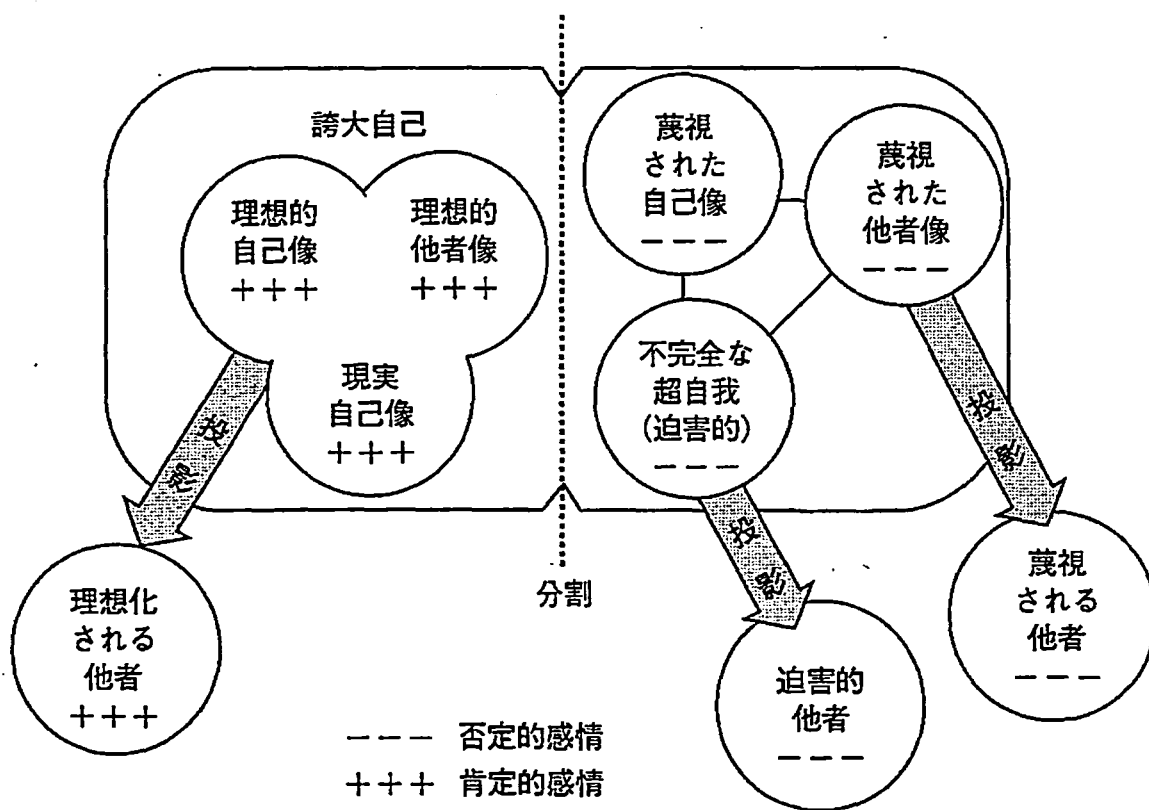 誇大自己
理想的
自己像
+++
理想的
他者像
+++
現実
自己像
+++
投影
理想化
される
他者
+++
分割
蔑視
された
自己像
---
蔑視
された
他者像
---
不完全な
超自我
(迫害的)
---
投影
迫害的
他者
---
投影
蔑視
される
他者
---
--- 否定的感情
+++ 肯定的感情